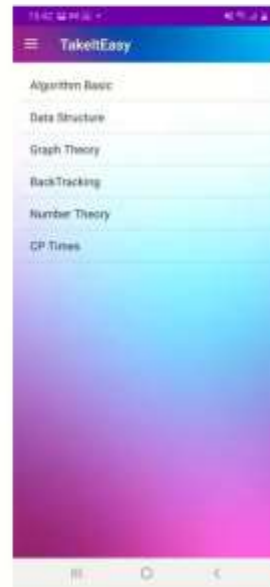 TakeItEasy
Algorithm Basic
Data Structure
Graph Theory
BackTracking
Number Theory
CP Times